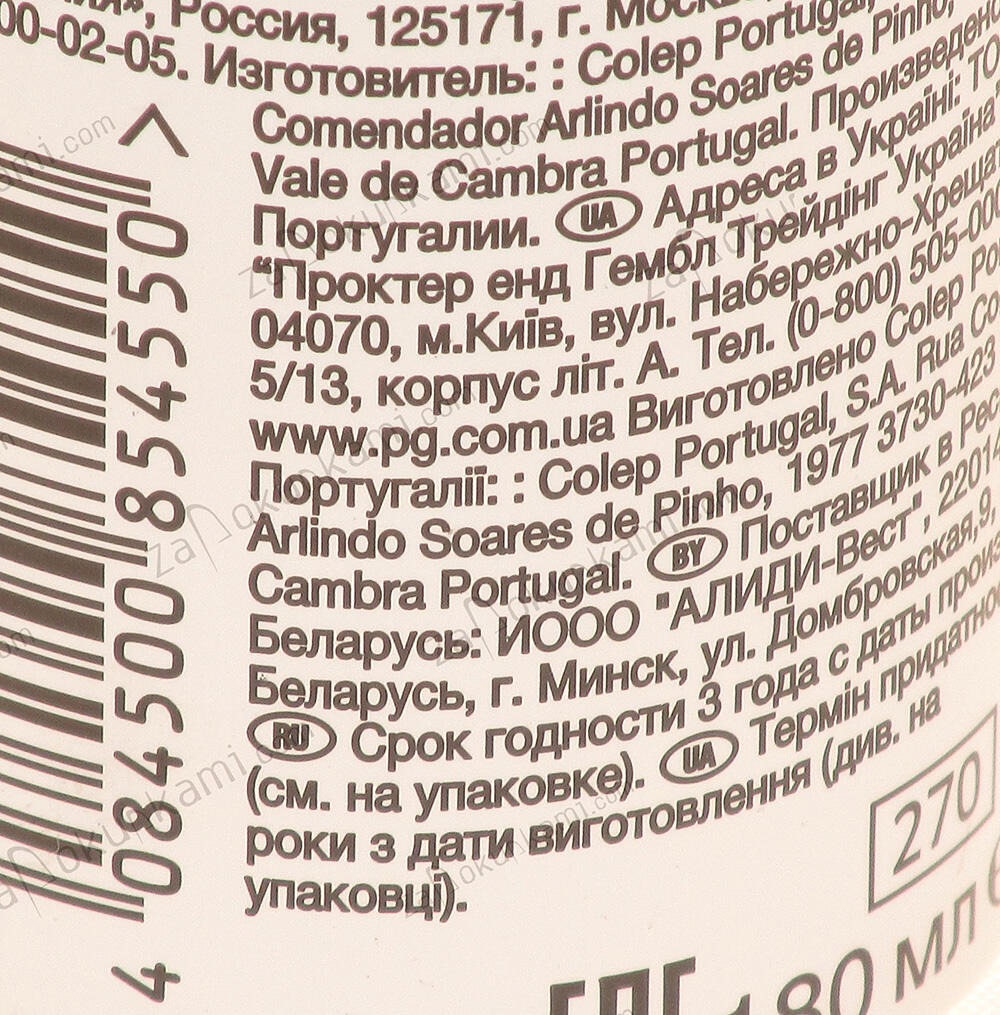 Россия, 125171, г.
00-02-05. Изготовитель: : Colep Portugal,
Comendador Arlindo Soares de Pinho,
Vale de Cambra Portugal. Произведено
Португалии. UA Адреса в Україні: ТО
"Проктер енд Гембл Трейдінг Україна
04070, м.Київ, вул. Набережно-Хрещат
5/13, корпус літ. А. Тел. (0-800) 505-00
www.pg.com.ua Виготовлено Colep Po
Португалії: : Colep Portugal, S.A. Rua Co
Arlindo Soares de Pinho, 1977 3730-423
Cambra Portugal. BY Поставщик в Рес
Беларусь: ИООО "АЛИДИ-Вест", 22014
Беларусь, г. Минск, ул. Домбровская,9,
RU Срок годности 3 года с даты произ
(см. на упаковке). UA Термін придатно
роки з дати виготовлення (див. на
упаковці).
4 084500 854550 >
270
180 мл